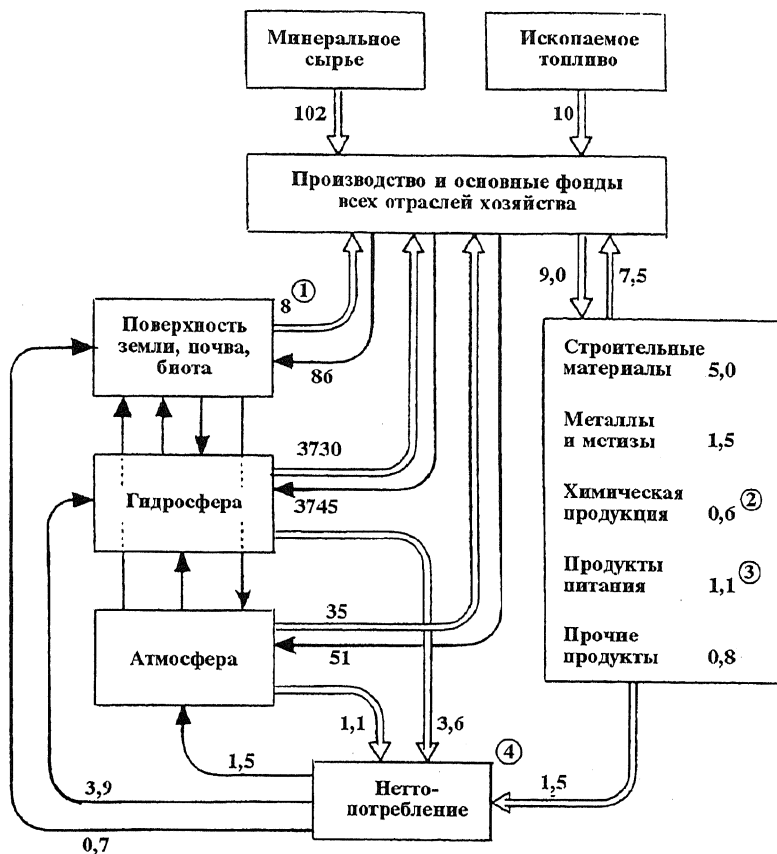 Минеральное
сырье
Ископаемое
топливо
102
10
Производство и основные фонды
всех отраслей хозяйства
8
1
9,0
7,5
Поверхность
земли, почва,
биота
86
Строительные
материалы 5,0
Металлы
и мстизы 1,5
Химическая
продукция 0,6 2
Продукты
питания 1,1 3
Прочие
продукты 0,8
3730
Гидросфера
3745
35
Атмосфера
51
1,1
3,6
4
1,5
Нетто-
потребление
1,5
3,9
0,7